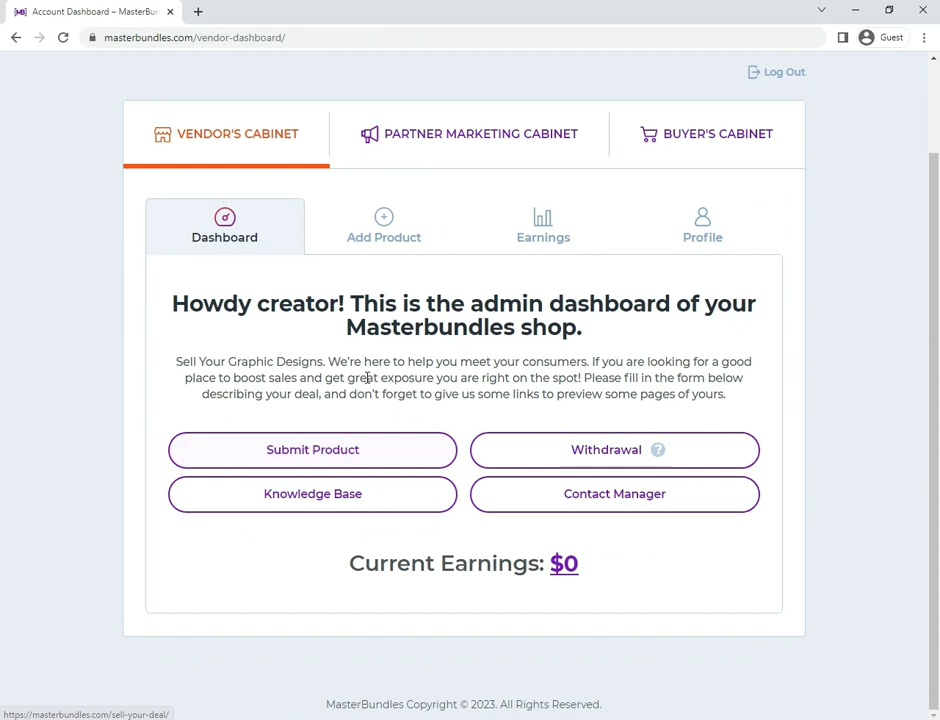 Account Dashboard – MasterBun
masterbundles.com/vendor-dashboard/
Guest
Log Out
VENDOR'S CABINET
PARTNER MARKETING CABINET
BUYER'S CABINET
Dashboard
Add Product
Earnings
Profile
Howdy creator! This is the admin dashboard of your
Masterbundles shop.
Sell Your Graphic Designs. We're here to help you meet your consumers. If you are looking for a good
place to boost sales and get great exposure you are right on the spot! Please fill in the form below
describing your deal, and don't forget to give us some links to preview some pages of yours.
Submit Product
Withdrawal ?
Knowledge Base
Contact Manager
Current Earnings: $0
MasterBundles Copyright © 2023. All Rights Reserved.
https://masterbundles.com/sell-your-deal/